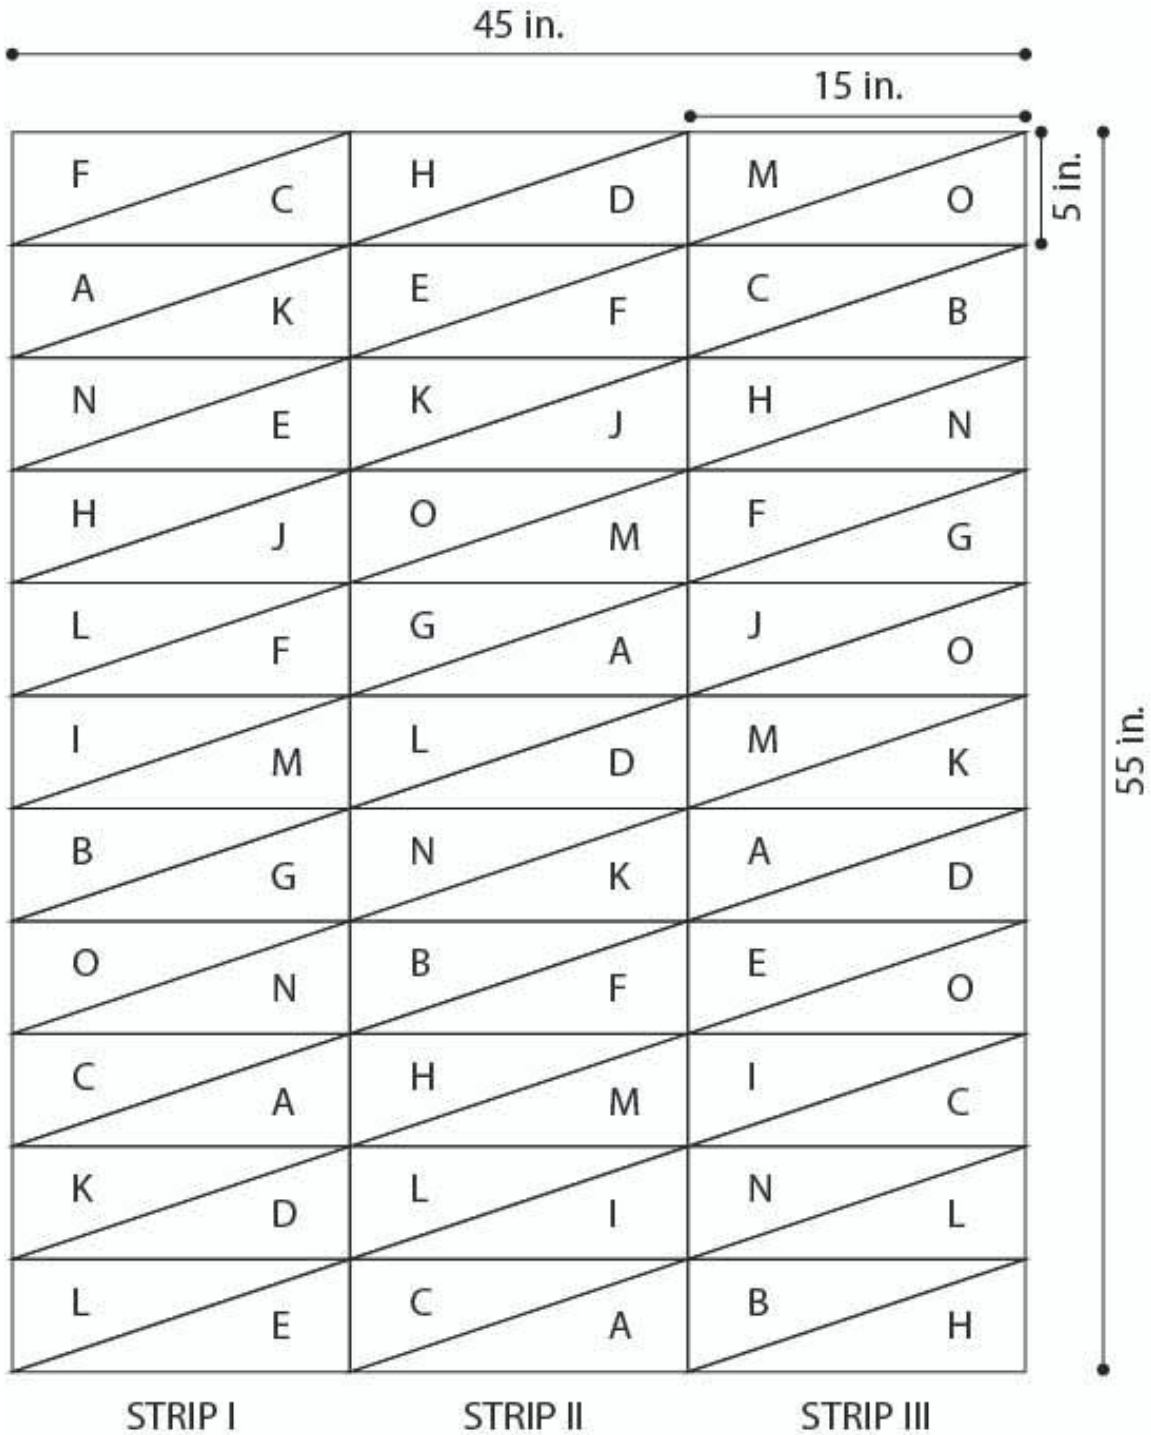 45 in.
15 in.
5 in.
55 in.
F C H D M O
A K E F C B
N E K J H N
H J O M F G
L F G A J O
I M L D M K
B G N K A D
O N B F E O
C A H M I C
K D L I N L
L E C A B H
STRIP I STRIP II STRIP III